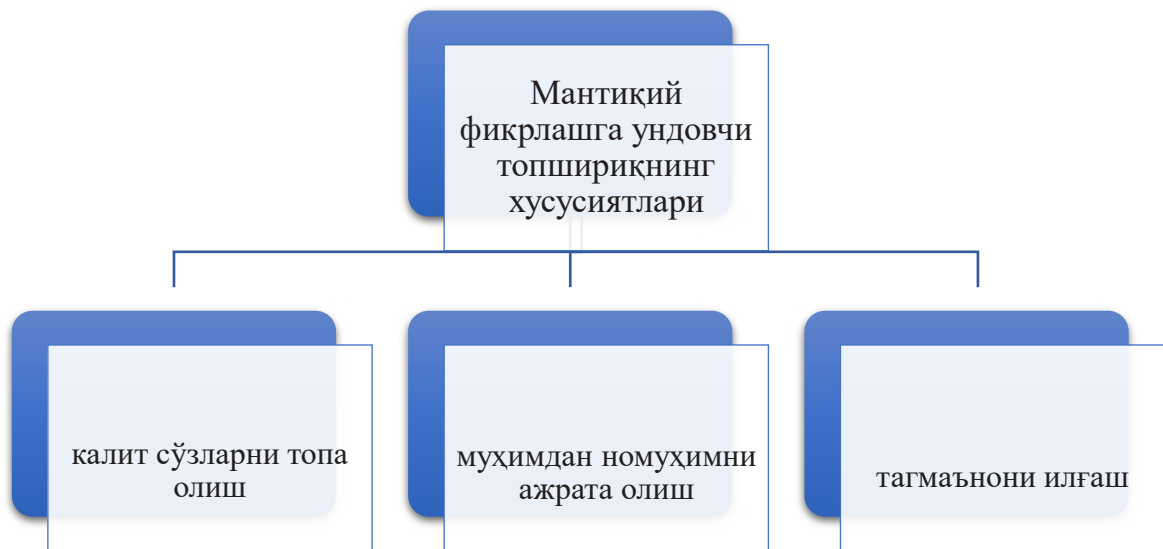 Мантиқий
фикрлашга ундовчи
топшириқнинг
хусусиятлари
калит сўзларни топа
олиш
муҳимдан номуҳимни
ажрата олиш
тагмаънони илғаш